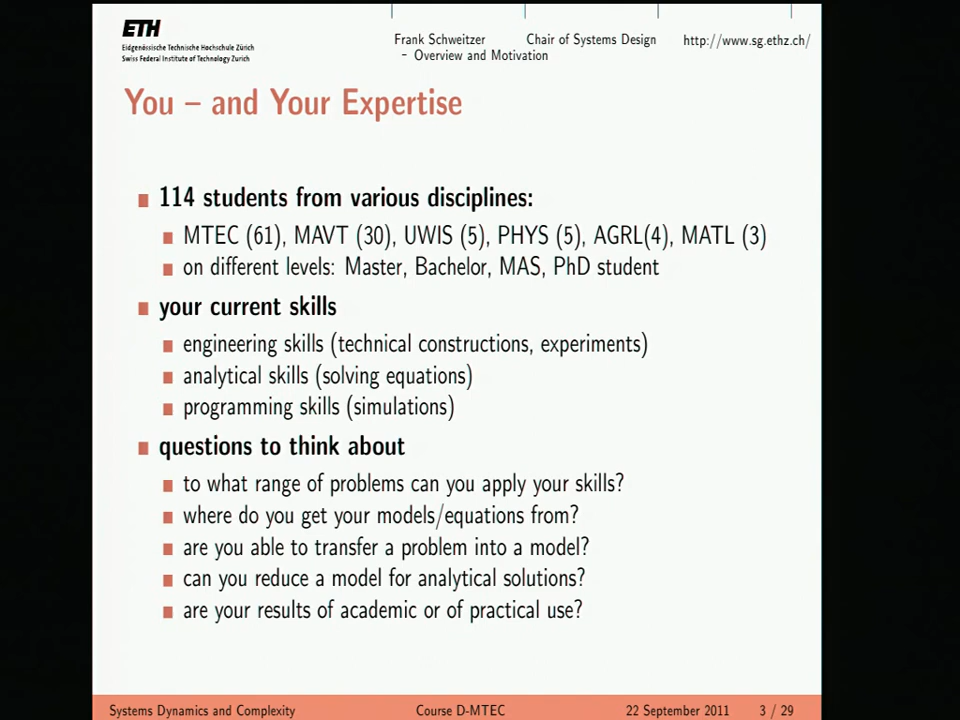 ETH
Eidgenössische Technische Hochschule Zürich
Swiss Federal Institute of Technology Zurich
Frank Schweitzer Chair of Systems Design http://www.sg.ethz.ch/
– Overview and Motivation
You – and Your Expertise
114 students from various disciplines:
MTEC (61), MAVT (30), UWIS (5), PHYS (5), AGRL(4), MATL (3)
on different levels: Master, Bachelor, MAS, PhD student
your current skills
engineering skills (technical constructions, experiments)
analytical skills (solving equations)
programming skills (simulations)
questions to think about
to what range of problems can you apply your skills?
where do you get your models/equations from?
are you able to transfer a problem into a model?
can you reduce a model for analytical solutions?
are your results of academic or of practical use?
Systems Dynamics and Complexity Course D-MTEC 22 September 2011 3 / 29